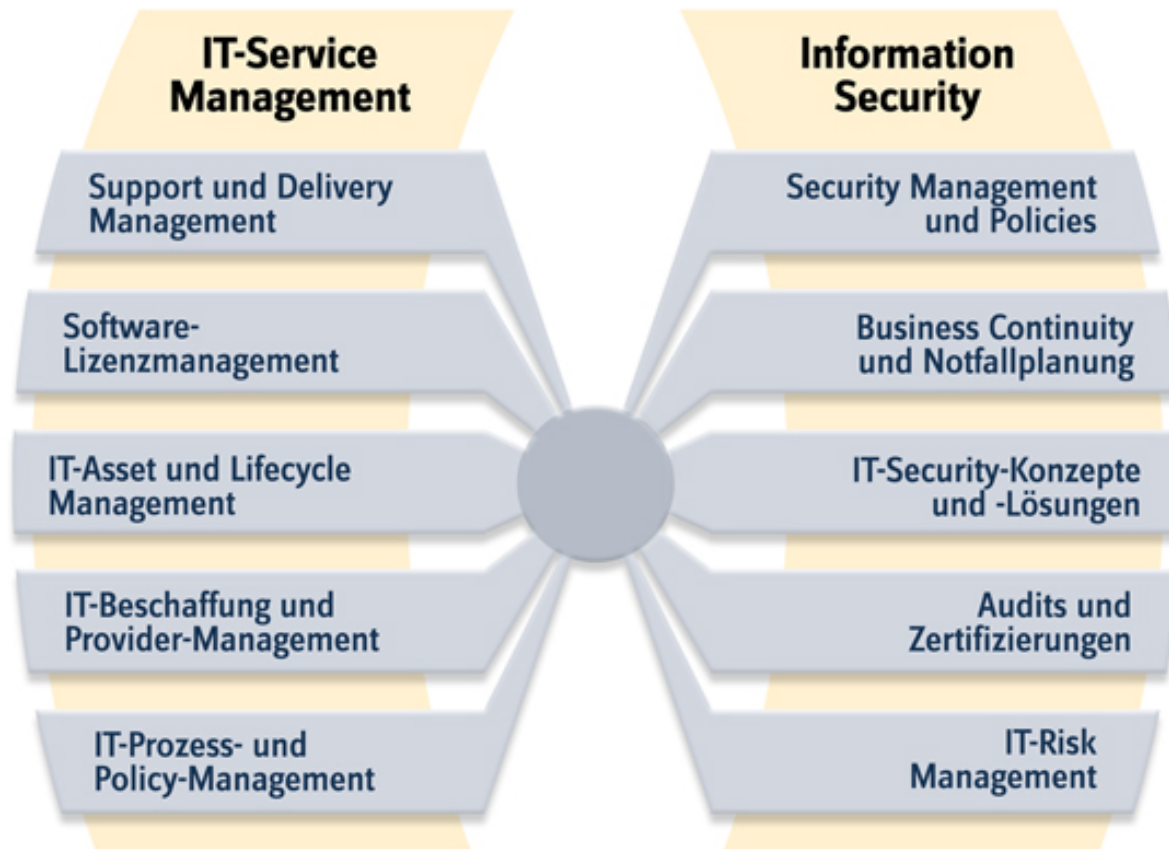 IT-Service
Management
Support und Delivery
Management
Software-
Lizenzmanagement
IT-Asset und Lifecycle
Management
IT-Beschaffung und
Provider-Management
IT-Prozess- und
Policy-Management
Information
Security
Security Management
und Policies
Business Continuity
und Notfallplanung
IT-Security-Konzepte
und -Lösungen
Audits und
Zertifizierungen
IT-Risk
Management